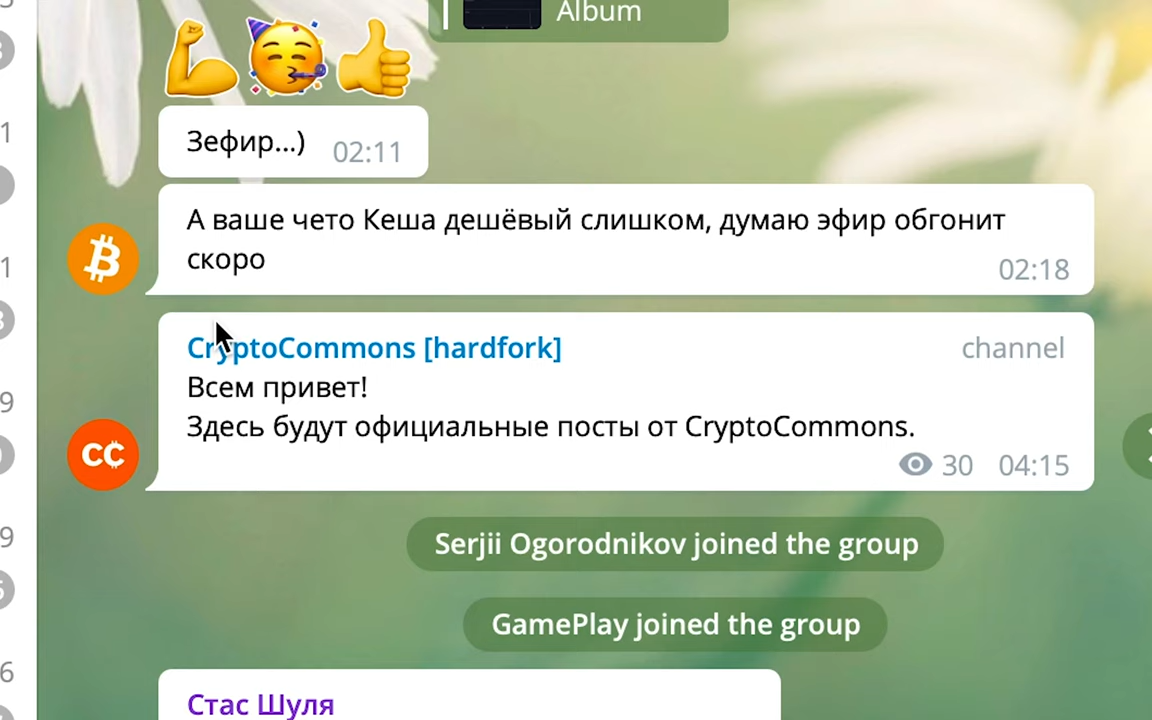 Album
Зефир...)
02:11
А ваше чето Кеша дешёвый слишком, думаю эфир обгонит
скоро
02:18
CryptoCommons [hardfork]
channel
Всем привет!
Здесь будут официальные посты от CryptoCommons.
30 04:15
Serjii Ogorodnikov joined the group
GamePlay joined the group
Стас Шуля